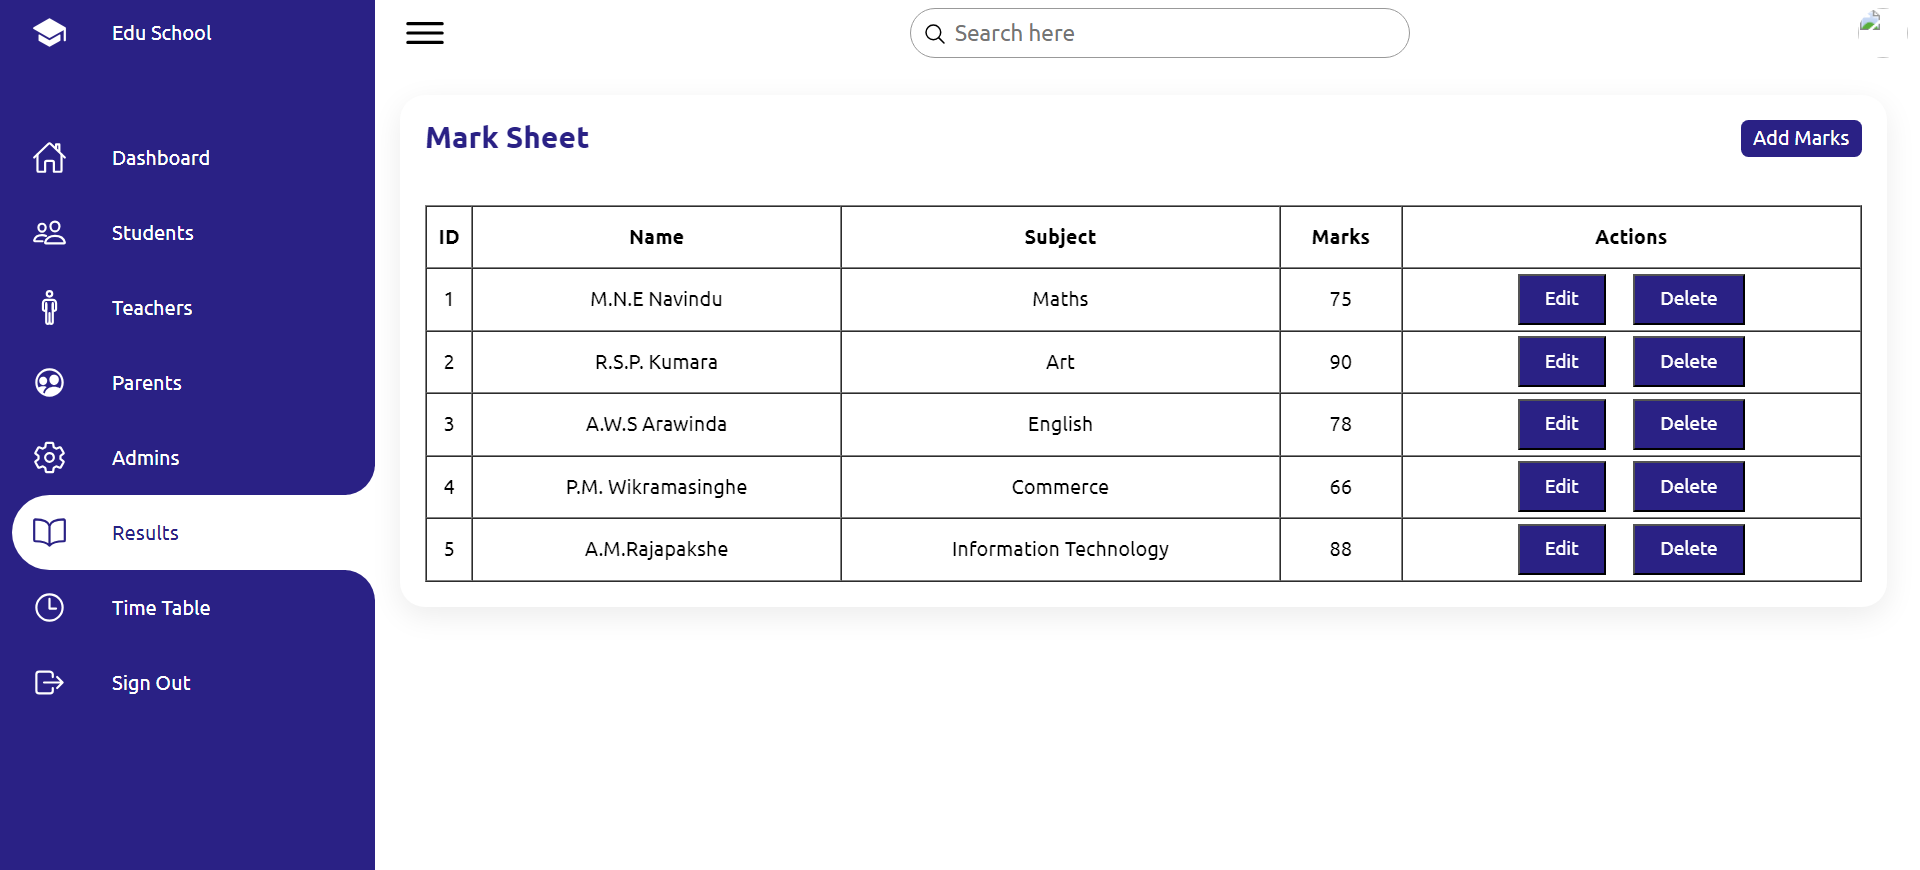 Edu School
Search here
Dashboard
Students
Teachers
Parents
Admins
Results
Time Table
Sign Out
Mark Sheet
Add Marks
ID Name Subject Marks Actions
1 M.N.E Navindu Maths 75 Edit Delete
2 R.S.P. Kumara Art 90 Edit Delete
3 A.W.S Arawinda English 78 Edit Delete
4 P.M. Wikramasinghe Commerce 66 Edit Delete
5 A.M.Rajapakshe Information Technology 88 Edit Delete